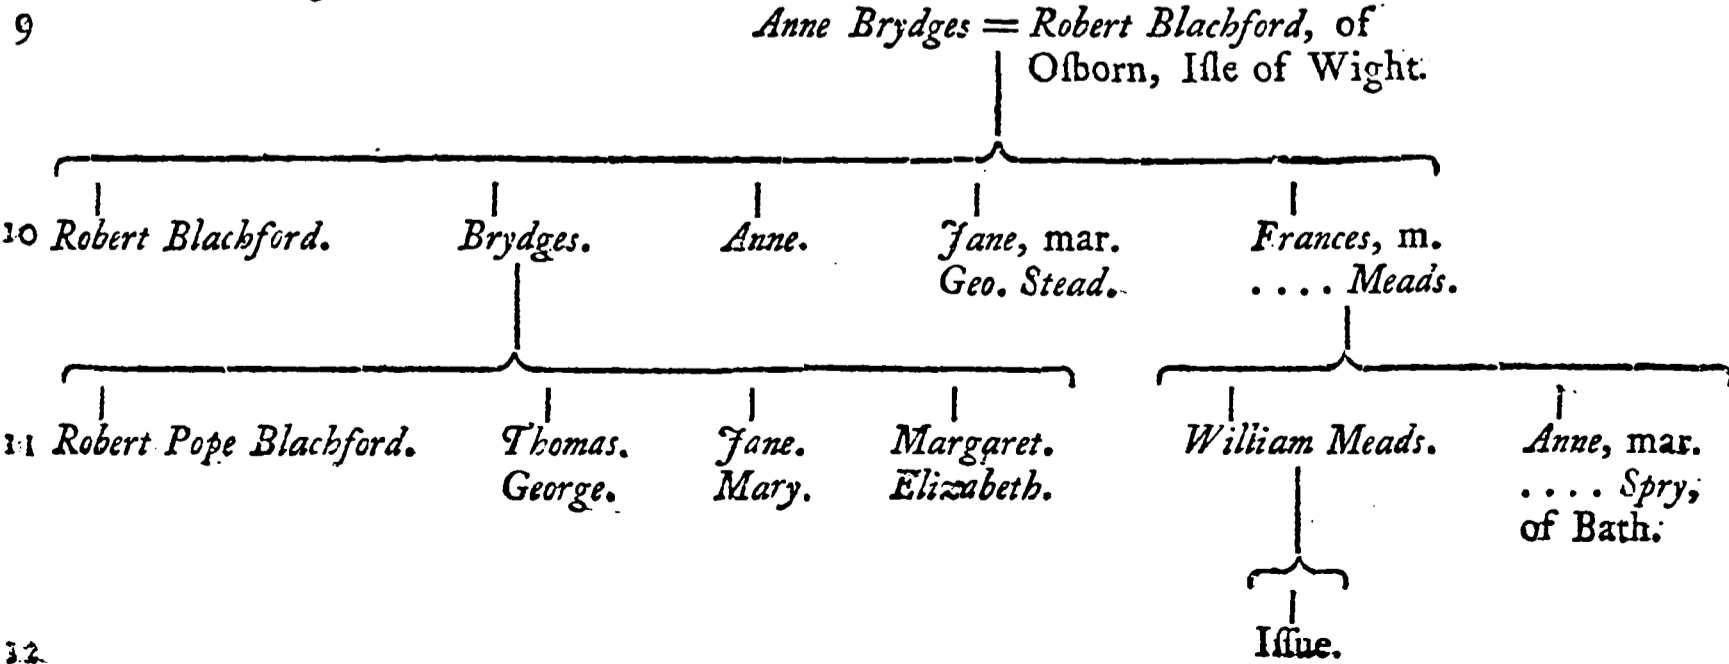 9 Anne Brydges = Robert Blachford, of
Oſborn, Iſle of Wight.
10 Robert Blachford. Brydges. Anne. Jane, mar. Frances, m.
Geo. Stead. .... Meads.
11 Robert Pope Blachford. Thomas. Jane. Margaret. William Meads. Anne, mar.
George. Mary. Elizabeth. .... Spry,
of Bath.
Iſſue.
12